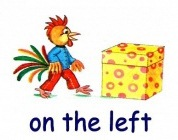 on the left